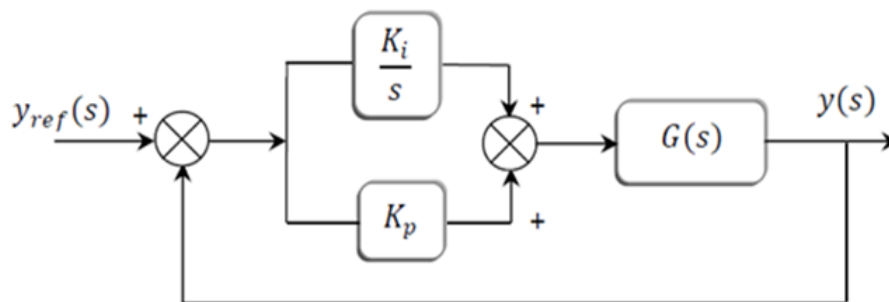 y_ref(s)
+
K_i
s
+
K_p
+
G(s)
y(s)